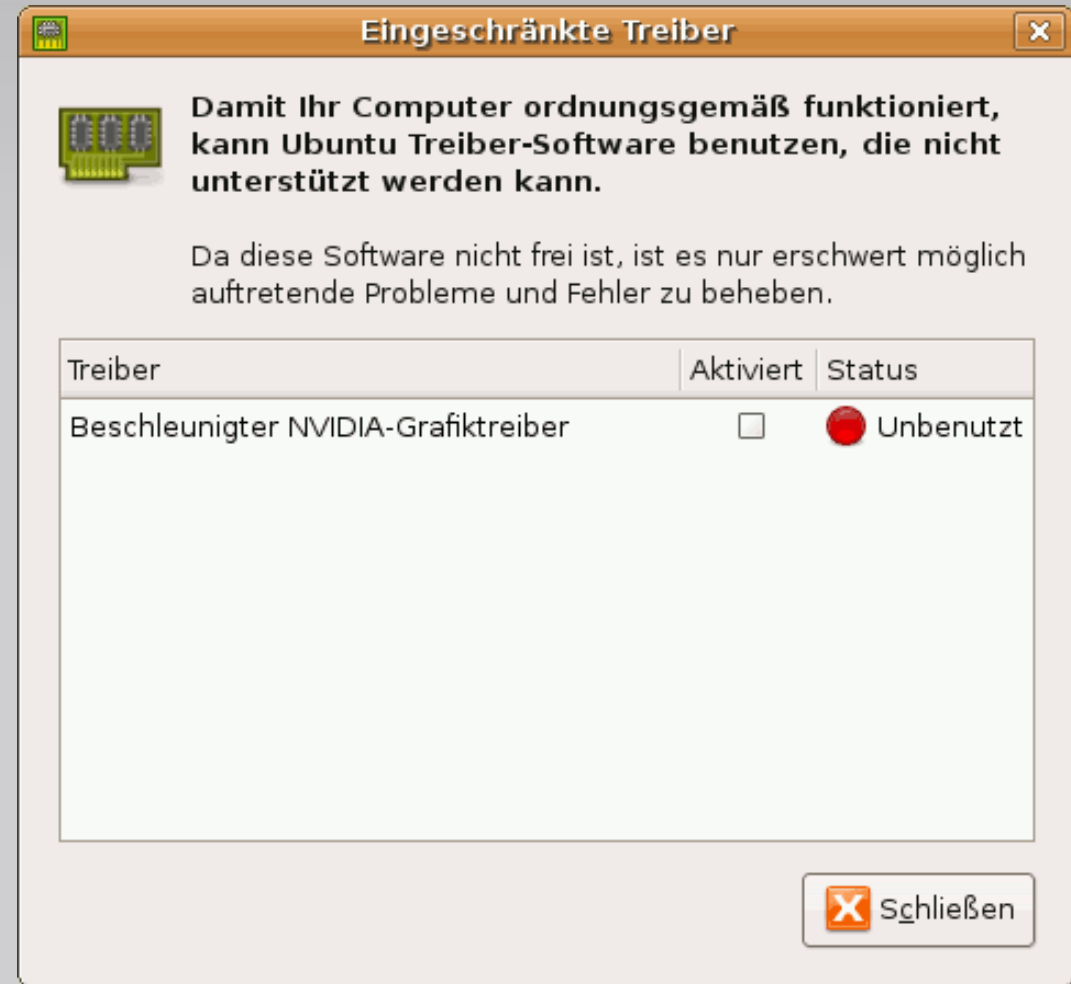 Eingeschränkte Treiber
Damit Ihr Computer ordnungsgemäß funktioniert,
kann Ubuntu Treiber-Software benutzen, die nicht
unterstützt werden kann.
Da diese Software nicht frei ist, ist es nur erschwert möglich
auftretende Probleme und Fehler zu beheben.
Treiber Aktiviert Status
Beschleunigter NVIDIA-Grafiktreiber Unbenutzt
Schließen